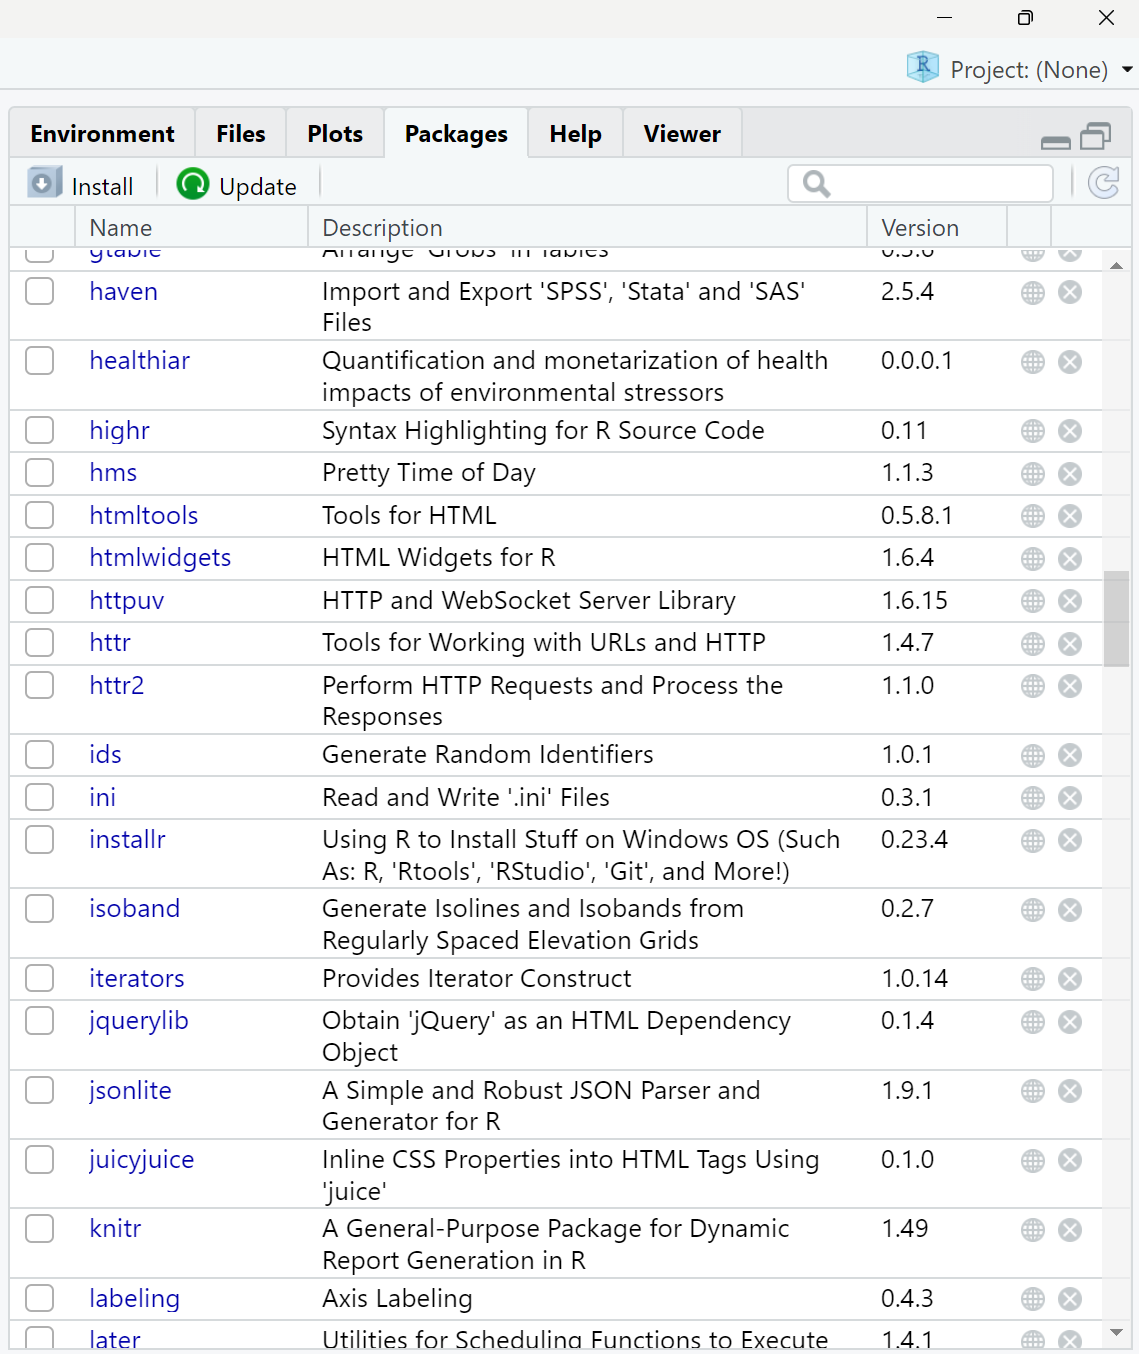 Project: (None)
Environment Files Plots Packages Help Viewer
Install Update
Name Description Version
gtable Arrange 'Grobs' in Tables 0.3.6
haven Import and Export 'SPSS', 'Stata' and 'SAS' 2.5.4
Files
healthiar Quantification and monetarization of health 0.0.0.1
impacts of environmental stressors
highr Syntax Highlighting for R Source Code 0.11
hms Pretty Time of Day 1.1.3
htmltools Tools for HTML 0.5.8.1
htmlwidgets HTML Widgets for R 1.6.4
httpuv HTTP and WebSocket Server Library 1.6.15
httr Tools for Working with URLs and HTTP 1.4.7
httr2 Perform HTTP Requests and Process the 1.1.0
Responses
ids Generate Random Identifiers 1.0.1
ini Read and Write '.ini' Files 0.3.1
installr Using R to Install Stuff on Windows OS (Such 0.23.4
As: R, 'Rtools', 'RStudio', 'Git', and More!)
isoband Generate Isolines and Isobands from 0.2.7
Regularly Spaced Elevation Grids
iterators Provides Iterator Construct 1.0.14
jquerylib Obtain 'jQuery' as an HTML Dependency 0.1.4
Object
jsonlite A Simple and Robust JSON Parser and 1.9.1
Generator for R
juicyjuice Inline CSS Properties into HTML Tags Using 0.1.0
'juice'
knitr A General-Purpose Package for Dynamic 1.49
Report Generation in R
labeling Axis Labeling 0.4.3
later Utilities for Scheduling Functions to Execute 1.4.1